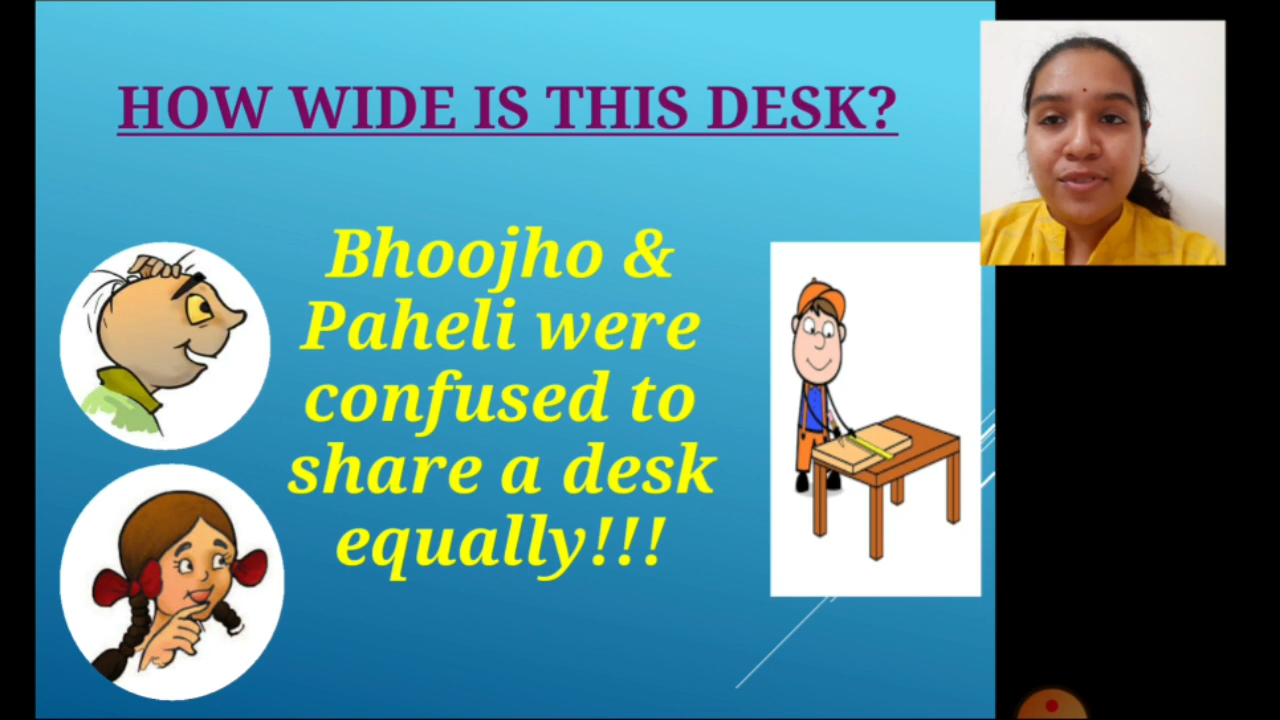 HOW WIDE IS THIS DESK?
Bhoojho &
Paheli were
confused to
share a desk
equally!!!